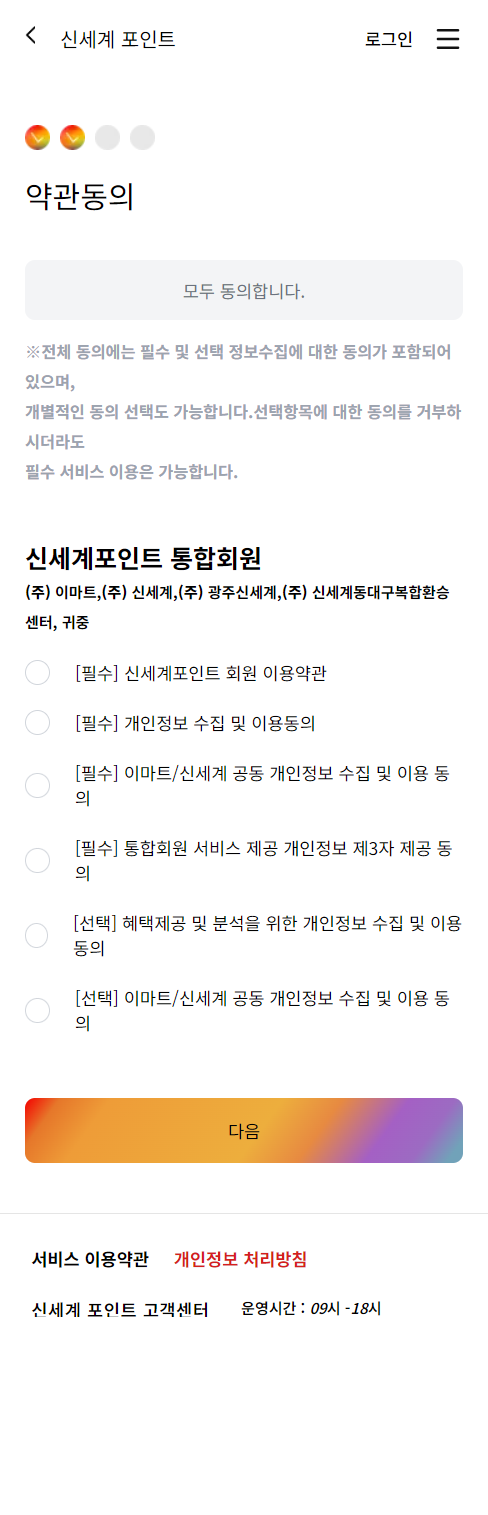 신세계 포인트
로그인
약관동의
모두 동의합니다.
※전체 동의에는 필수 및 선택 정보수집에 대한 동의가 포함되어
있으며,
개별적인 동의 선택도 가능합니다.선택항목에 대한 동의를 거부하
시더라도
필수 서비스 이용은 가능합니다.
신세계포인트 통합회원
(주) 이마트,(주) 신세계,(주) 광주신세계,(주) 신세계동대구복합환승
센터, 귀중
[필수] 신세계포인트 회원 이용약관
[필수] 개인정보 수집 및 이용동의
[필수] 이마트/신세계 공동 개인정보 수집 및 이용 동
의
[필수] 통합회원 서비스 제공 개인정보 제3자 제공 동
의
[선택] 혜택제공 및 분석을 위한 개인정보 수집 및 이용
동의
[선택] 이마트/신세계 공동 개인정보 수집 및 이용 동
의
다음
서비스 이용약관
개인정보 처리방침
신세계 포인트 고객센터
운영시간 : 09시 -18시